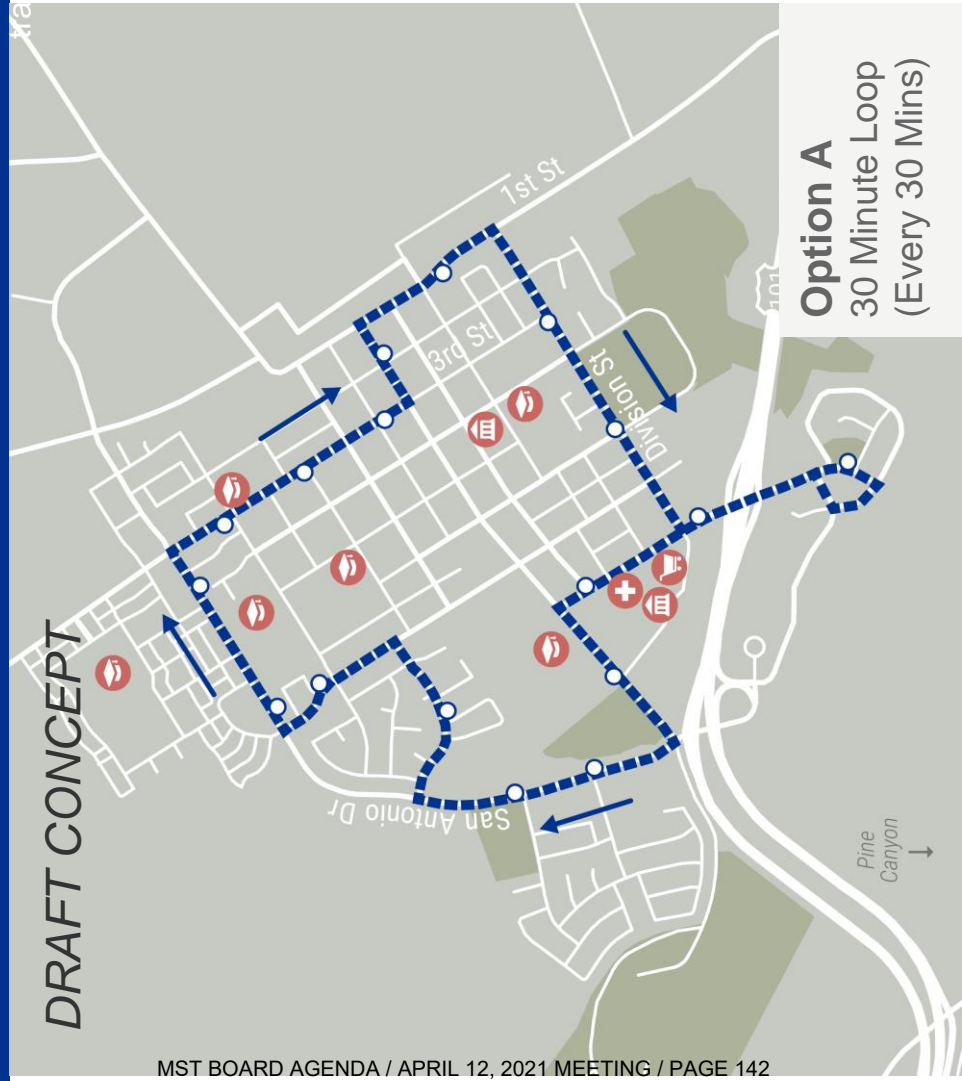 tra
DRAFT CONCEPT
1st St
3rd St
Division St
San Antonio Dr
101
Pine
Canyon
↓
Option A
30 Minute Loop
(Every 30 Mins)
MST BOARD AGENDA / APRIL 12, 2021 MEETING / PAGE 142